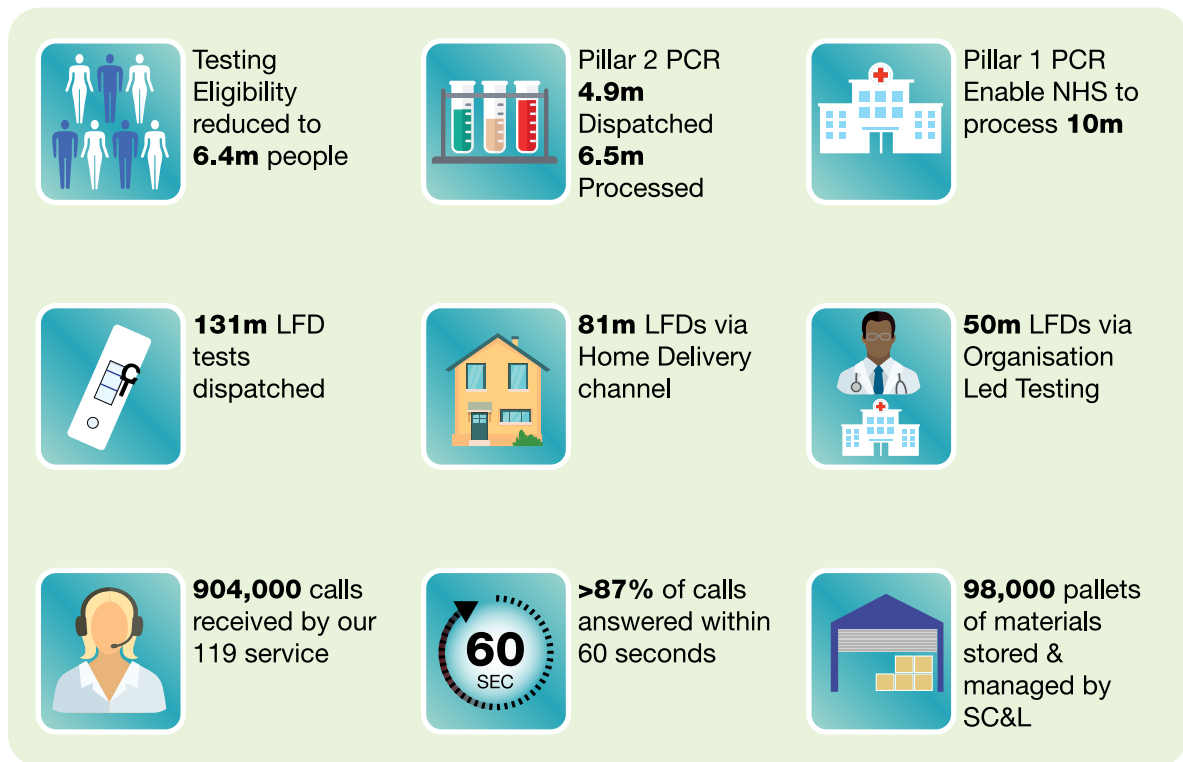 Testing
Eligibility
reduced to
6.4m people
Pillar 2 PCR
4.9m
Dispatched
6.5m
Processed
Pillar 1 PCR
Enable NHS to
process 10m
131m LFD
tests
dispatched
81m LFDs via
Home Delivery
channel
50m LFDs via
Organisation
Led Testing
904,000 calls
received by our
119 service
60
SEC
>87% of calls
answered within
60 seconds
98,000 pallets
of materials
stored &
managed by
SC&L